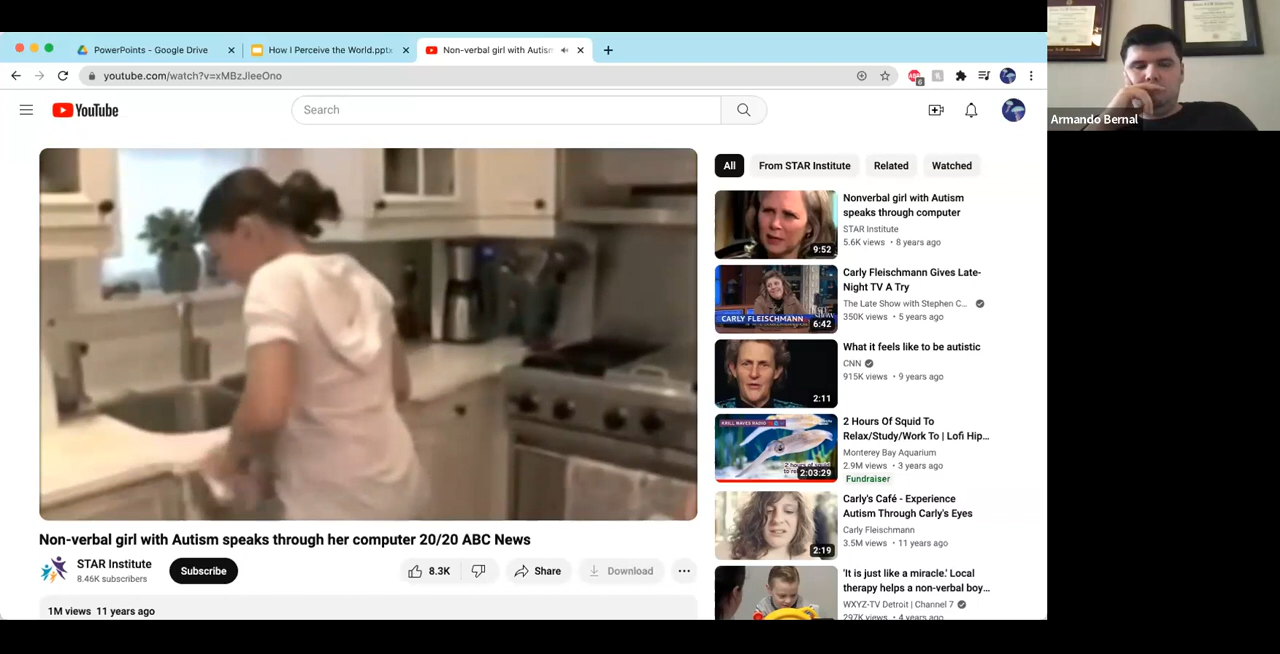 PowerPoints - Google Drive
How I Perceive the World.pptx
Non-verbal girl with Autism
youtube.com/watch?v=xMBzJleeOno
YouTube
Search
Armando Bernal
All
From STAR Institute
Related
Watched
Nonverbal girl with Autism
speaks through computer
STAR Institute
5.6K views • 8 years ago
9:52
Carly Fleischmann Gives Late-
Night TV A Try
The Late Show with Stephen C...
350K views • 5 years ago
CARLY FLEISCHMANN
6:42
What it feels like to be autistic
CNN
915K views • 9 years ago
2:11
2 Hours Of Squid To
Relax/Study/Work To | Lofi Hip...
Monterey Bay Aquarium
2.9M views • 3 years ago
Fundraiser
KRILL WAVES RADIO
2:03:29
Carly's Café - Experience
Autism Through Carly's Eyes
Carly Fleischmann
3.5M views • 11 years ago
2:19
'It is just like a miracle.' Local
therapy helps a non-verbal boy...
WXYZ-TV Detroit | Channel 7
297K views • 4 years ago
Non-verbal girl with Autism speaks through her computer 20/20 ABC News
STAR Institute
8.46K subscribers
Subscribe
8.3K
Share
Download
1M views 11 years ago